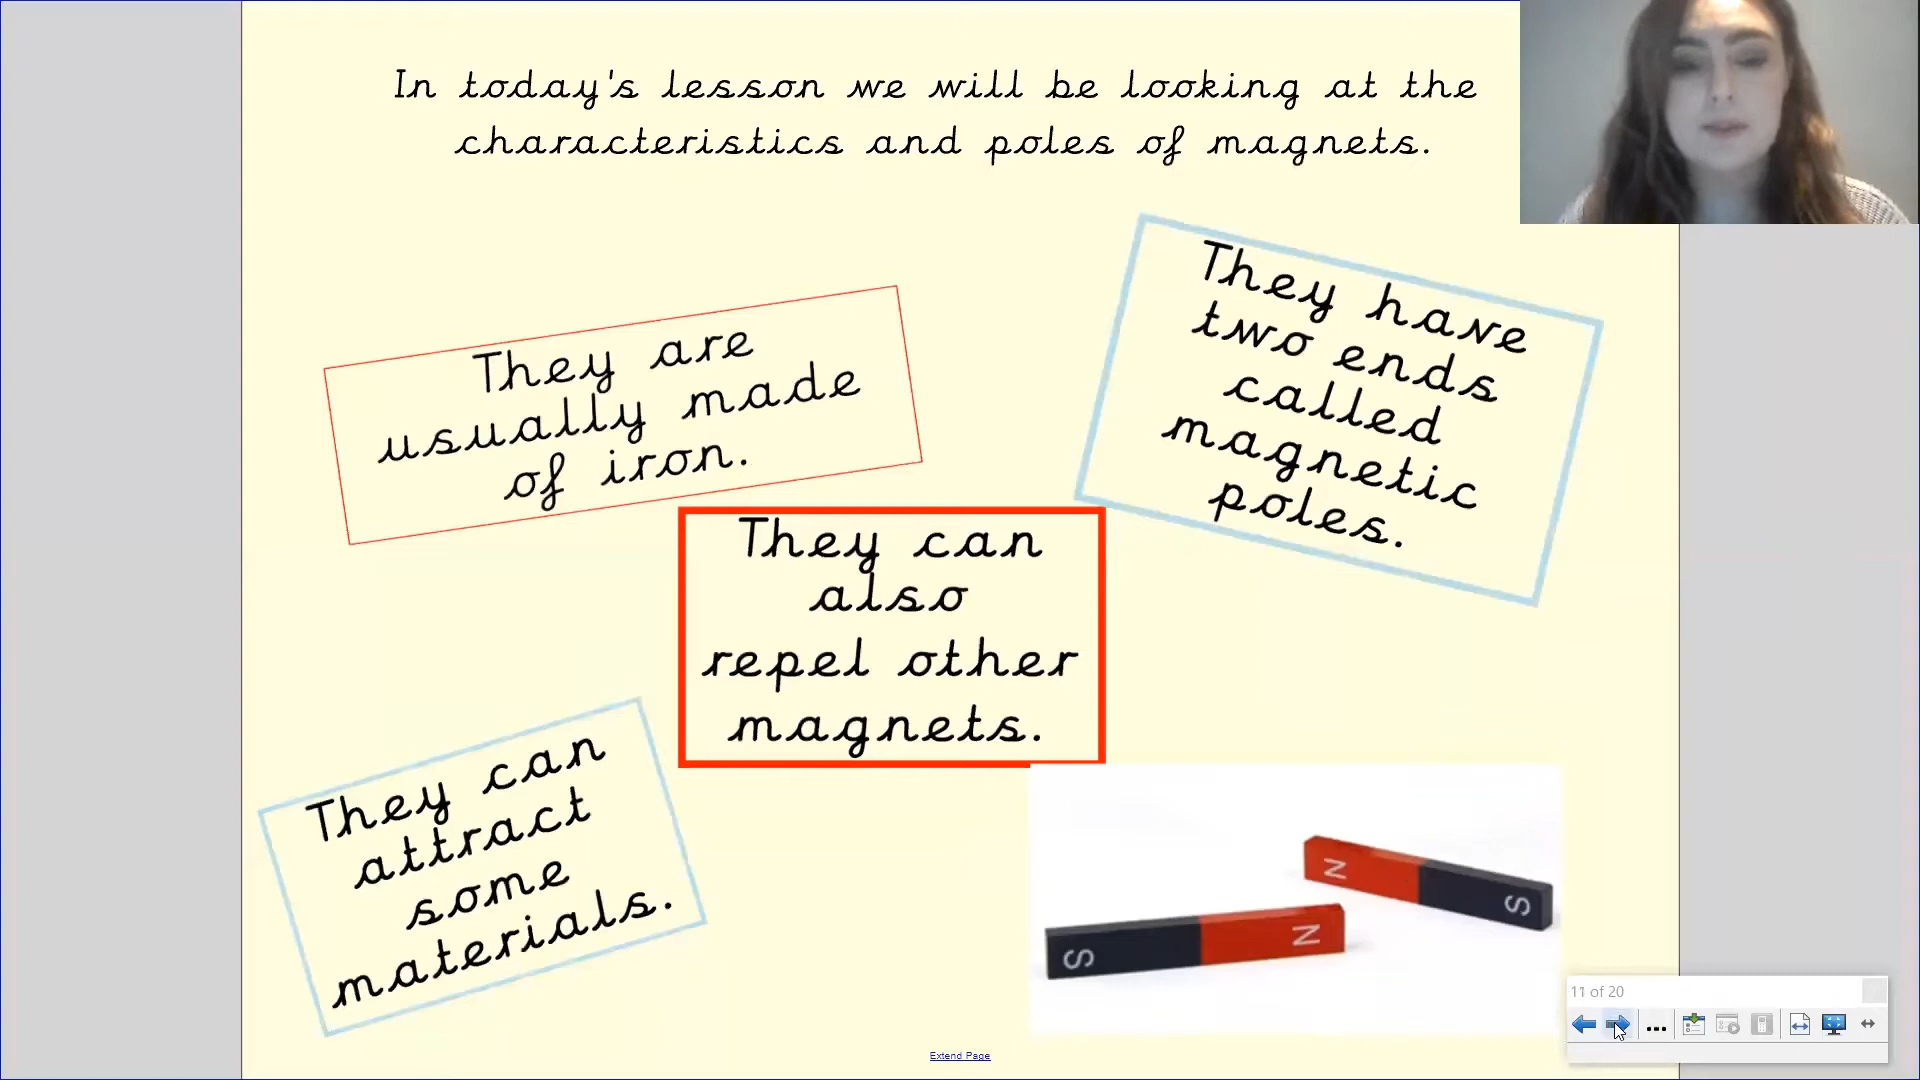 In today's lesson we will be looking at the
characteristics and poles of magnets.
They are
usually made
of iron.
They have
two ends
called
magnetic
poles.
They can
also
repel other
magnets.
They can
attract
some
materials.
N
S
S
N
11 of 20
Extend Page